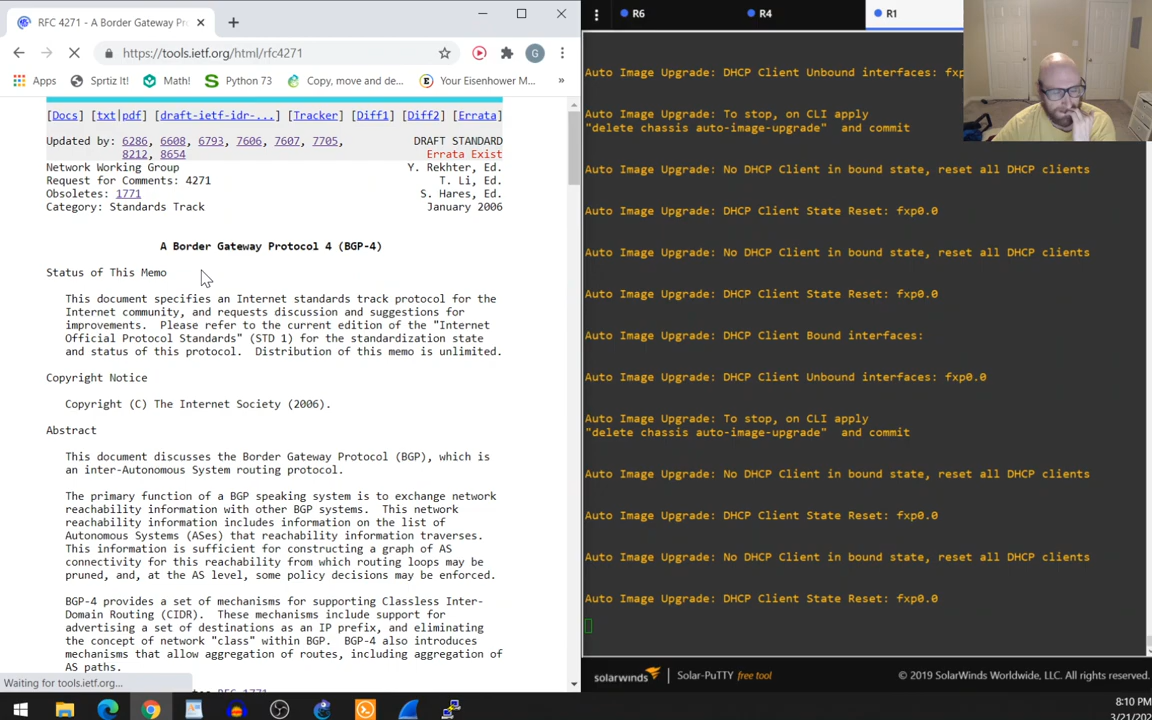 RFC 4271 - A Border Gateway Pr
https://tools.ietf.org/html/rfc4271
G
Apps Sprtiz It! Math! Python 73 Copy, move and de... Your Eisenhower M... »
[Docs] [txt|pdf] [draft-ietf-idr-...] [Tracker] [Diff1] [Diff2] [Errata]
Updated by: 6286, 6608, 6793, 7606, 7607, 7705, DRAFT STANDARD
8212, 8654 Errata Exist
Network Working Group Y. Rekhter, Ed.
Request for Comments: 4271 T. Li, Ed.
Obsoletes: 1771 S. Hares, Ed.
Category: Standards Track January 2006
A Border Gateway Protocol 4 (BGP-4)
Status of This Memo
This document specifies an Internet standards track protocol for the
Internet community, and requests discussion and suggestions for
improvements. Please refer to the current edition of the "Internet
Official Protocol Standards" (STD 1) for the standardization state
and status of this protocol. Distribution of this memo is unlimited.
Copyright Notice
Copyright (C) The Internet Society (2006).
Abstract
This document discusses the Border Gateway Protocol (BGP), which is
an inter-Autonomous System routing protocol.
The primary function of a BGP speaking system is to exchange network
reachability information with other BGP systems. This network
reachability information includes information on the list of
Autonomous Systems (ASes) that reachability information traverses.
This information is sufficient for constructing a graph of AS
connectivity for this reachability from which routing loops may be
pruned, and, at the AS level, some policy decisions may be enforced.
BGP-4 provides a set of mechanisms for supporting Classless Inter-
Domain Routing (CIDR). These mechanisms include support for
advertising a set of destinations as an IP prefix, and eliminating
the concept of network "class" within BGP. BGP-4 also introduces
mechanisms that allow aggregation of routes, including aggregation of
AS paths.
Waiting for tools.ietf.org...
R6 R4 R1
Auto Image Upgrade: DHCP Client Unbound interfaces: fxp
Auto Image Upgrade: To stop, on CLI apply
"delete chassis auto-image-upgrade" and commit
Auto Image Upgrade: No DHCP Client in bound state, reset all DHCP clients
Auto Image Upgrade: DHCP Client State Reset: fxp0.0
Auto Image Upgrade: No DHCP Client in bound state, reset all DHCP clients
Auto Image Upgrade: DHCP Client State Reset: fxp0.0
Auto Image Upgrade: DHCP Client Bound interfaces:
Auto Image Upgrade: DHCP Client Unbound interfaces: fxp0.0
Auto Image Upgrade: To stop, on CLI apply
"delete chassis auto-image-upgrade" and commit
Auto Image Upgrade: No DHCP Client in bound state, reset all DHCP clients
Auto Image Upgrade: DHCP Client State Reset: fxp0.0
Auto Image Upgrade: No DHCP Client in bound state, reset all DHCP clients
Auto Image Upgrade: DHCP Client State Reset: fxp0.0
solarwinds Solar-PuTTY free tool © 2019 SolarWinds Worldwide, LLC. All rights reserved.
8:10 PM
3/21/202